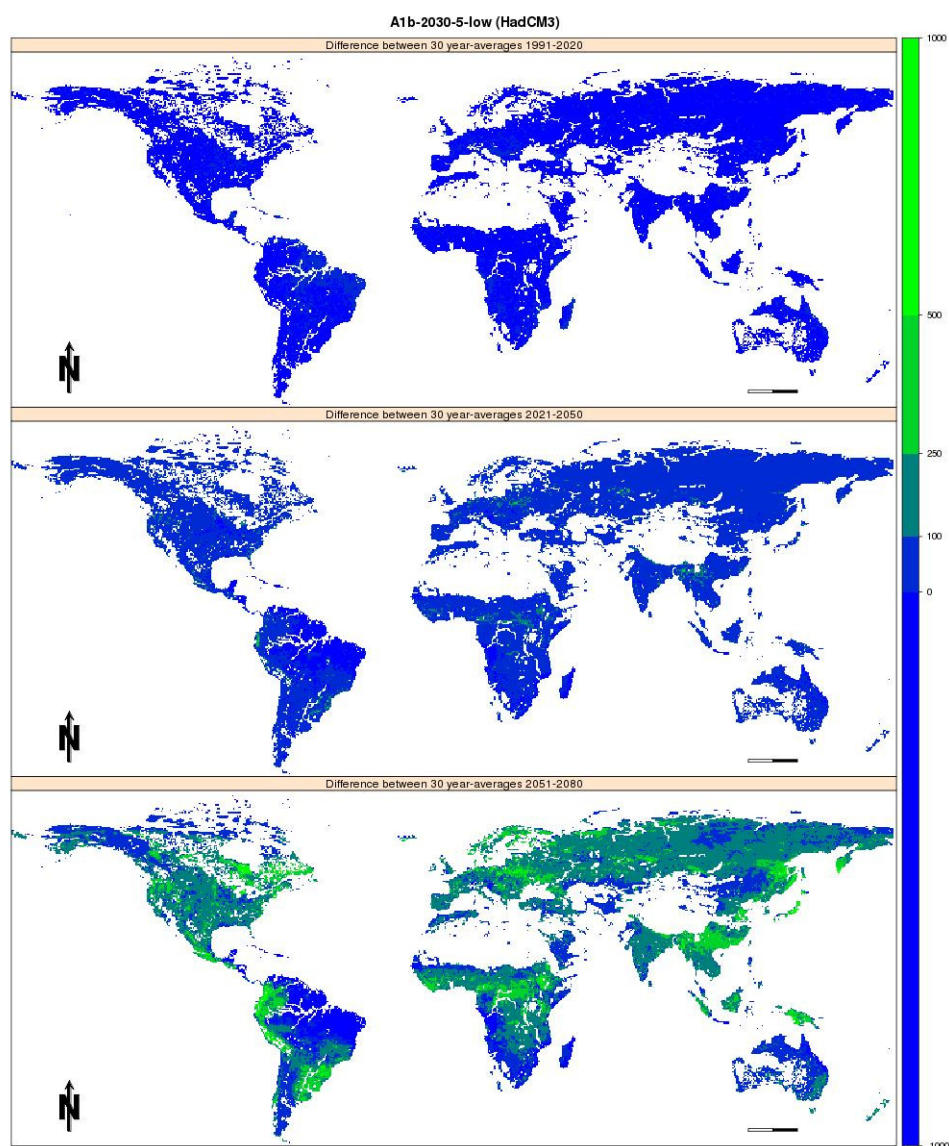 A1b-2030-5-low (HadCM3)
Difference between 30 year-averages 1991-2020
1000
500
250
100
0
N
Difference between 30 year-averages 2021-2050
N
Difference between 30 year-averages 2051-2080
N
-1000